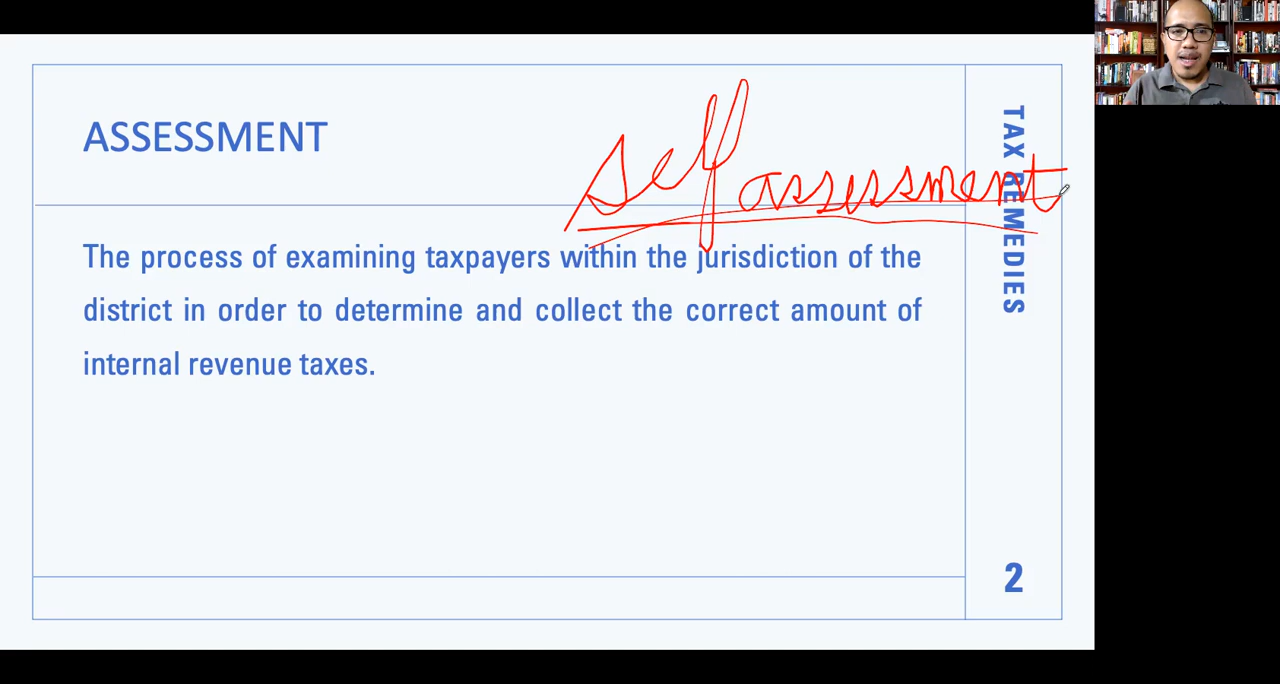 ASSESSMENT
self assessment
The process of examining taxpayers within the jurisdiction of the
district in order to determine and collect the correct amount of
internal revenue taxes.
TAX REMEDIES
2